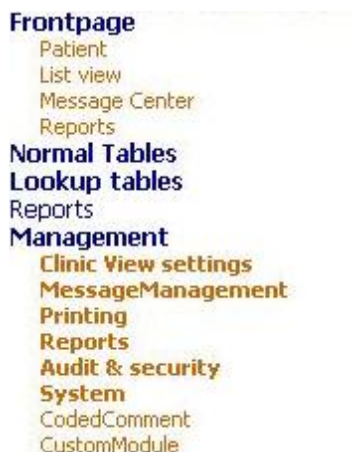 Frontpage
Patient
List view
Message Center
Reports
Normal Tables
Lookup tables
Reports
Management
Clinic View settings
MessageManagement
Printing
Reports
Audit & security
System
CodedComment
CustomModule